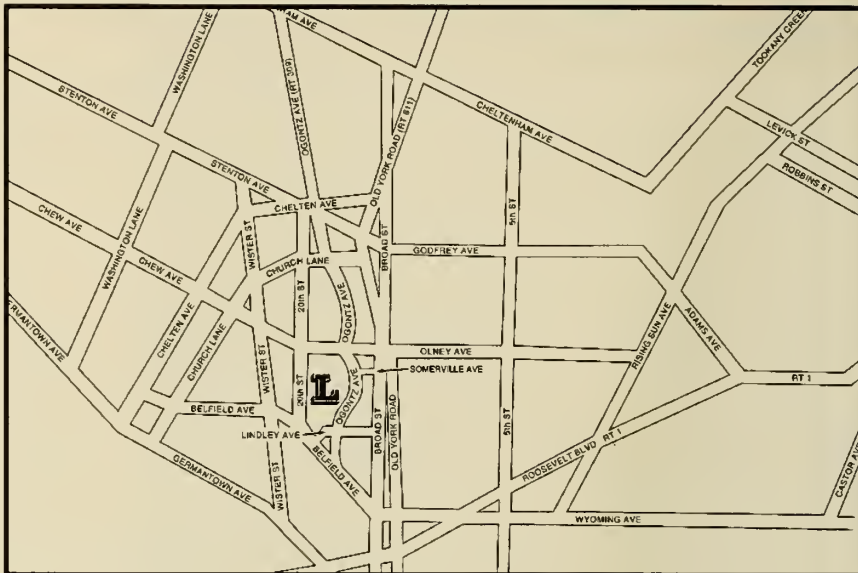 HAM AVE
WASHINGTON LANE
TOOKANY CREEK
STENTON AVE
OGONTZ AVE (RT 309)
OLD YORK ROAD (RT 611)
CHELTENHAM AVE
LEVICK ST
ROBBINS ST
STENTON AVE
5th ST
CHEW AVE
CHELTEN AVE
WISTER ST
BROAD ST
GODFREY AVE
WASHINGTON LANE
CHEW AVE
CHURCH LANE
20th ST
OGONTZ AVE
ERMANTOWN AVE
CHELTEN AVE
CHURCH LANE
RISING SUN AVE
ADAMS AVE
WISTER ST
OLNEY AVE
SOMERVILLE AVE
RT 1
20th ST
L
OGONTZ AVE
BELFIELD AVE
LINDLEY AVE
BROAD ST
OLD YORK ROAD
5th ST
ROOSEVELT BLVD RT 1
BELFIELD AVE
GERMANTOWN AVE
WISTER ST
CASTOR AVE
WYOMING AVE